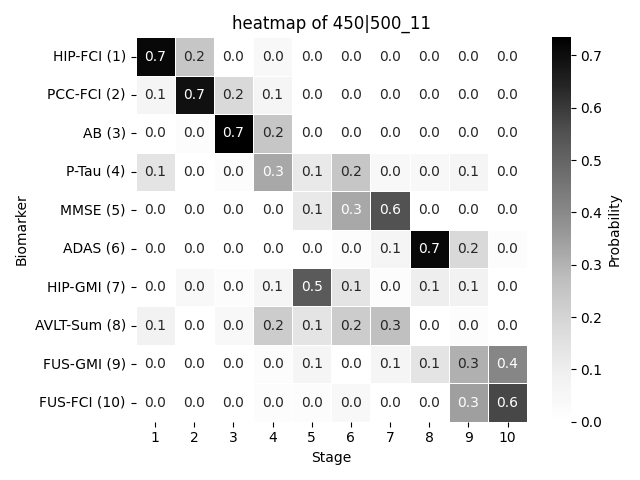 heatmap of 450|500_11
HIP-FCI (1) 0.7 0.2 0.0 0.0 0.0 0.0 0.0 0.0 0.0 0.0
PCC-FCI (2) 0.1 0.7 0.2 0.1 0.0 0.0 0.0 0.0 0.0 0.0
AB (3) 0.0 0.0 0.7 0.2 0.0 0.0 0.0 0.0 0.0 0.0
P-Tau (4) 0.1 0.0 0.0 0.3 0.1 0.2 0.0 0.0 0.1 0.0
MMSE (5) 0.0 0.0 0.0 0.0 0.1 0.3 0.6 0.0 0.0 0.0
ADAS (6) 0.0 0.0 0.0 0.0 0.0 0.0 0.1 0.7 0.2 0.0
HIP-GMI (7) 0.0 0.0 0.0 0.1 0.5 0.1 0.0 0.1 0.1 0.0
AVLT-Sum (8) 0.1 0.0 0.0 0.2 0.1 0.2 0.3 0.0 0.0 0.0
FUS-GMI (9) 0.0 0.0 0.0 0.0 0.1 0.0 0.1 0.1 0.3 0.4
FUS-FCI (10) 0.0 0.0 0.0 0.0 0.0 0.0 0.0 0.0 0.3 0.6
1 2 3 4 5 6 7 8 9 10
Stage
Biomarker
0.7
0.6
0.5
0.4
0.3
0.2
0.1
0.0
Probability